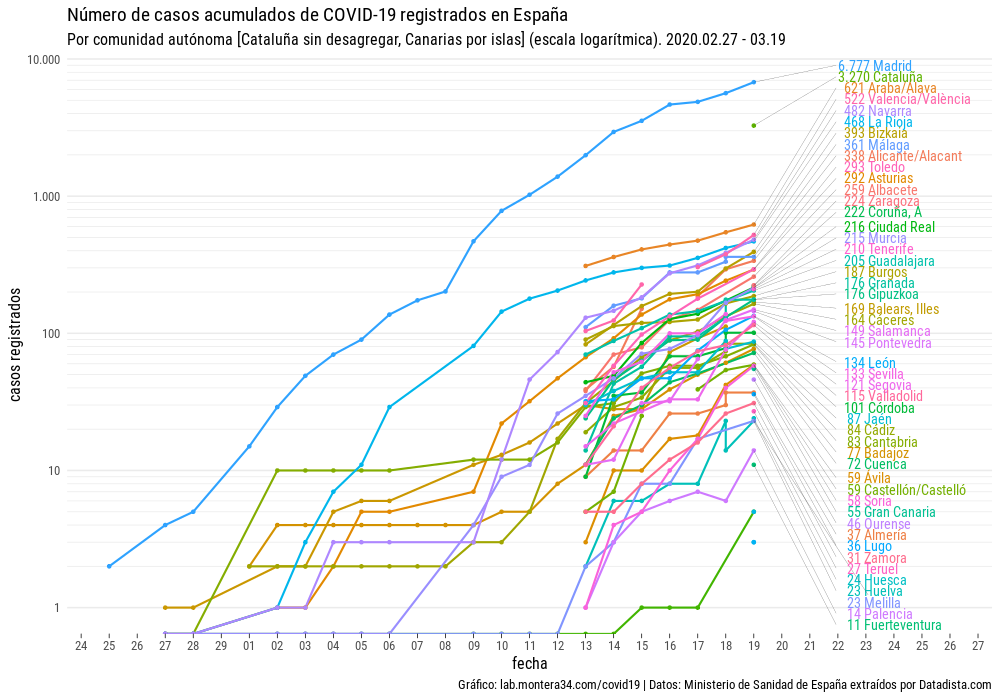 Número de casos acumulados de COVID-19 registrados en España
Por comunidad autónoma [Cataluña sin desagregar, Canarias por islas] (escala logarítmica). 2020.02.27 - 03.19
10.000
1.000
100
10
1
casos registrados
6.777 Madrid
3.270 Cataluña
621 Araba/Álava
522 Valencia/València
482 Navarra
468 La Rioja
393 Bizkaia
361 Málaga
338 Alicante/Alacant
293 Toledo
292 Asturias
259 Albacete
224 Zaragoza
222 Coruña, A
216 Ciudad Real
215 Murcia
210 Tenerife
205 Guadalajara
187 Burgos
176 Granada
176 Gipuzkoa
169 Balears, Illes
164 Cáceres
149 Salamanca
145 Pontevedra
134 León
133 Sevilla
121 Segovia
115 Valladolid
101 Córdoba
87 Jaén
84 Cádiz
83 Cantabria
77 Badajoz
72 Cuenca
59 Ávila
59 Castellón/Castelló
58 Soria
55 Gran Canaria
46 Ourense
37 Almería
36 Lugo
31 Zamora
27 Teruel
24 Huesca
23 Huelva
23 Melilla
14 Palencia
11 Fuerteventura
24 25 26 27 28 29 01 02 03 04 05 06 07 08 09 10 11 12 13 14 15 16 17 18 19 20 21 22 23 24 25 26 27
fecha
Gráfico: lab.montera34.com/covid19 | Datos: Ministerio de Sanidad de España extraídos por Datadista.com